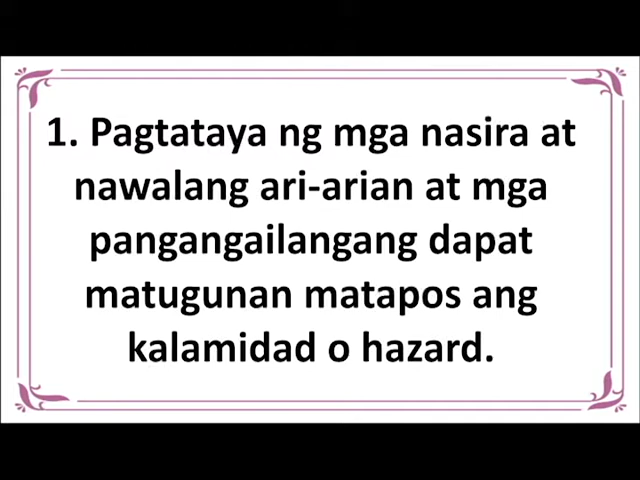 1. Pagtataya ng mga nasira at
nawalang ari-arian at mga
pangangailangang dapat
matugunan matapos ang
kalamidad o hazard.